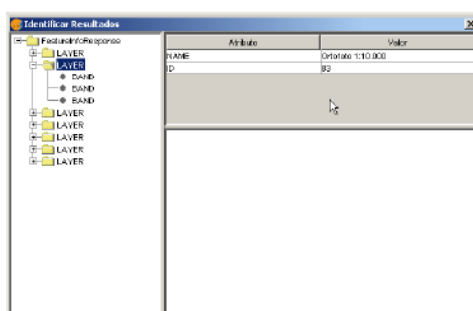 Identificar Resultados
FeatureInfoResponse
LAYER
LAYER
BAND
BAND
BAND
LAYER
LAYER
LAYER
LAYER
LAYER
Atributo Valor
NAME Ortofoto 1:10.000
ID 83